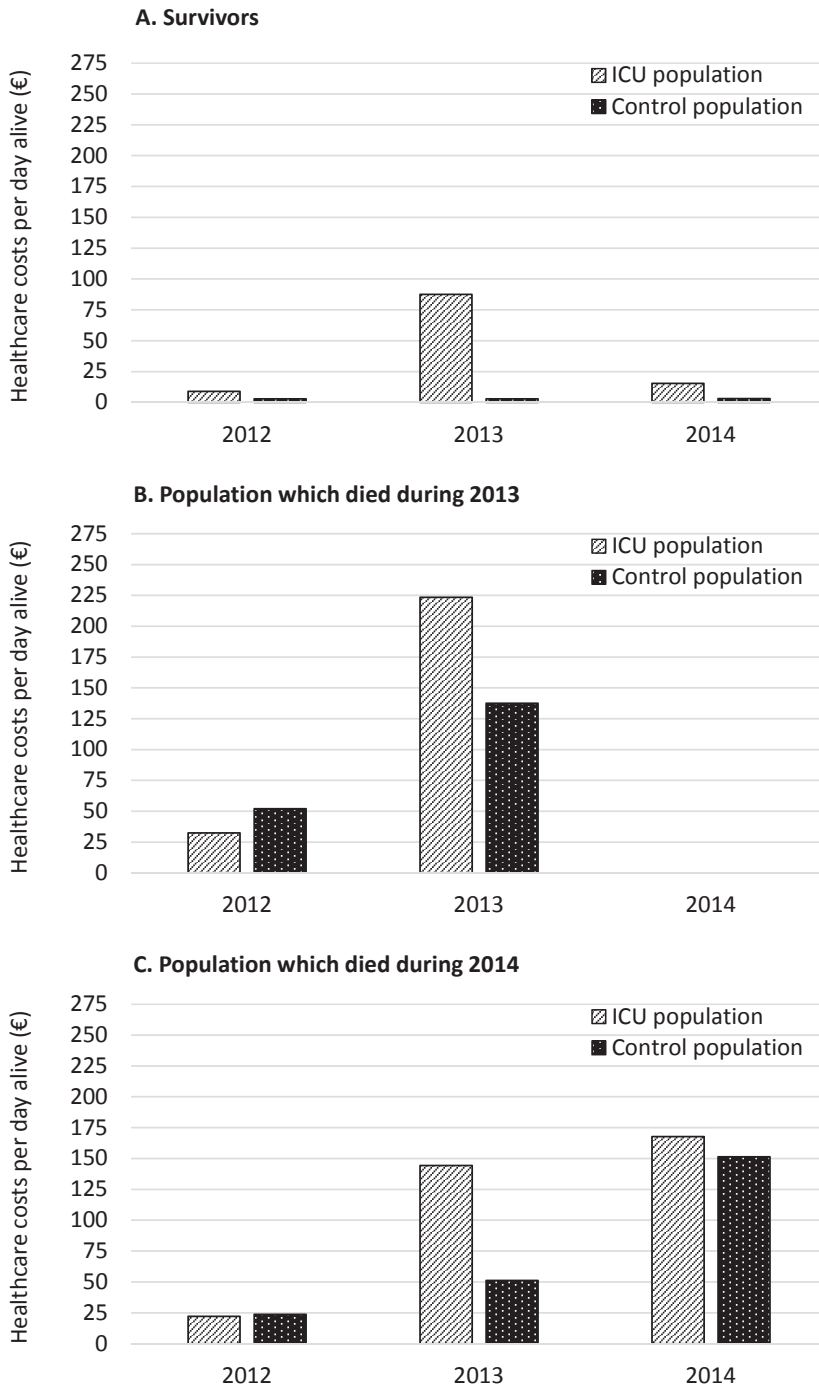 A. Survivors
Healthcare costs per day alive (€)
275
250
225
200
175
150
125
100
75
50
25
0
ICU population
Control population
2012 2013 2014
B. Population which died during 2013
Healthcare costs per day alive (€)
275
250
225
200
175
150
125
100
75
50
25
0
ICU population
Control population
2012 2013 2014
C. Population which died during 2014
Healthcare costs per day alive (€)
275
250
225
200
175
150
125
100
75
50
25
0
ICU population
Control population
2012 2013 2014